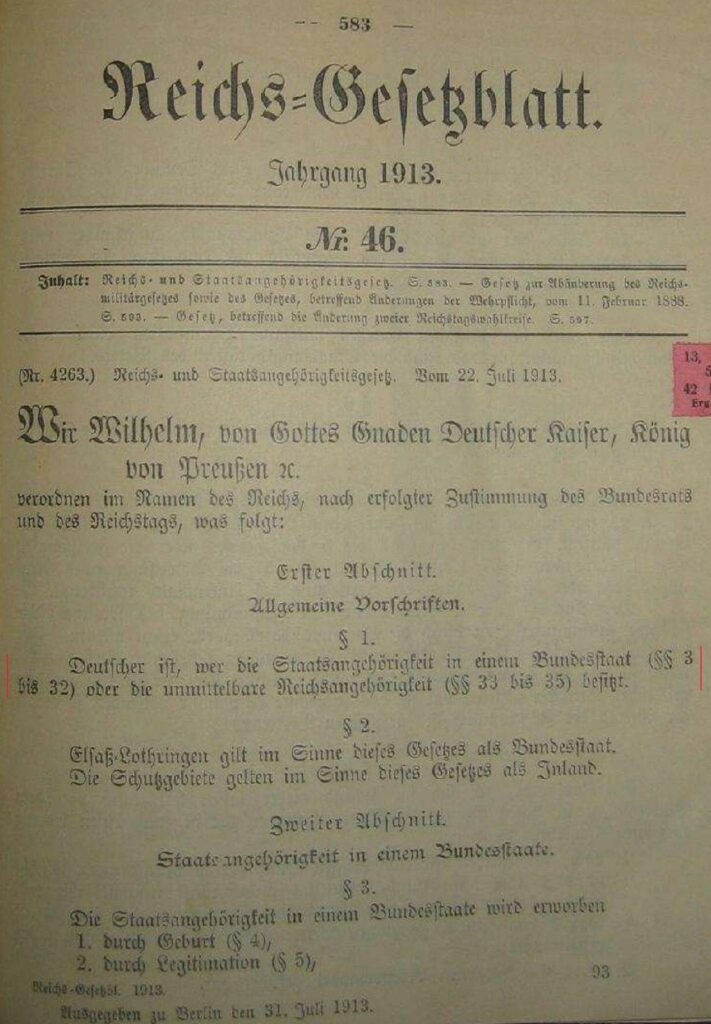 -- 583 —
Reichs-Gesetzblatt.
Jahrgang 1913.
Nr. 46.
Inhalt: Reichs- und Staatsangehörigkeitsgesetz. S. 583. — Gesetz zur Abänderung des Reichs-
militärgesetzes sowie des Gesetzes, betreffend Änderungen der Wehrpflicht, vom 11. Februar 1888.
S. 593. — Gesetz, betreffend die Änderung zweier Reichstagswahlkreise. S. 597.
(Nr. 4263.) Reichs- und Staatsangehörigkeitsgesetz. Vom 22. Juli 1913.
13,
5
42
Erg
Wir Wilhelm, von Gottes Gnaden Deutscher Kaiser, König
von Preußen ꝛc.
verordnen im Namen des Reichs, nach erfolgter Zustimmung des Bundesrats
und des Reichstags, was folgt:
Erster Abschnitt.
Allgemeine Vorschriften.
§ 1.
Deutscher ist, wer die Staatsangehörigkeit in einem Bundesstaat (§§ 3
bis 32) oder die unmittelbare Reichsangehörigkeit (§§ 33 bis 35) besitzt.
§ 2.
Elsaß-Lothringen gilt im Sinne dieses Gesetzes als Bundesstaat.
Die Schutzgebiete gelten im Sinne dieses Gesetzes als Inland.
Zweiter Abschnitt.
Staatsangehörigkeit in einem Bundesstaate.
§ 3.
Die Staatsangehörigkeit in einem Bundesstaate wird erworben
1. durch Geburt (§ 4),
2. durch Legitimation (§ 5),
Reichs-Gesetzbl. 1913. 93
Ausgegeben zu Berlin den 31. Juli 1913.